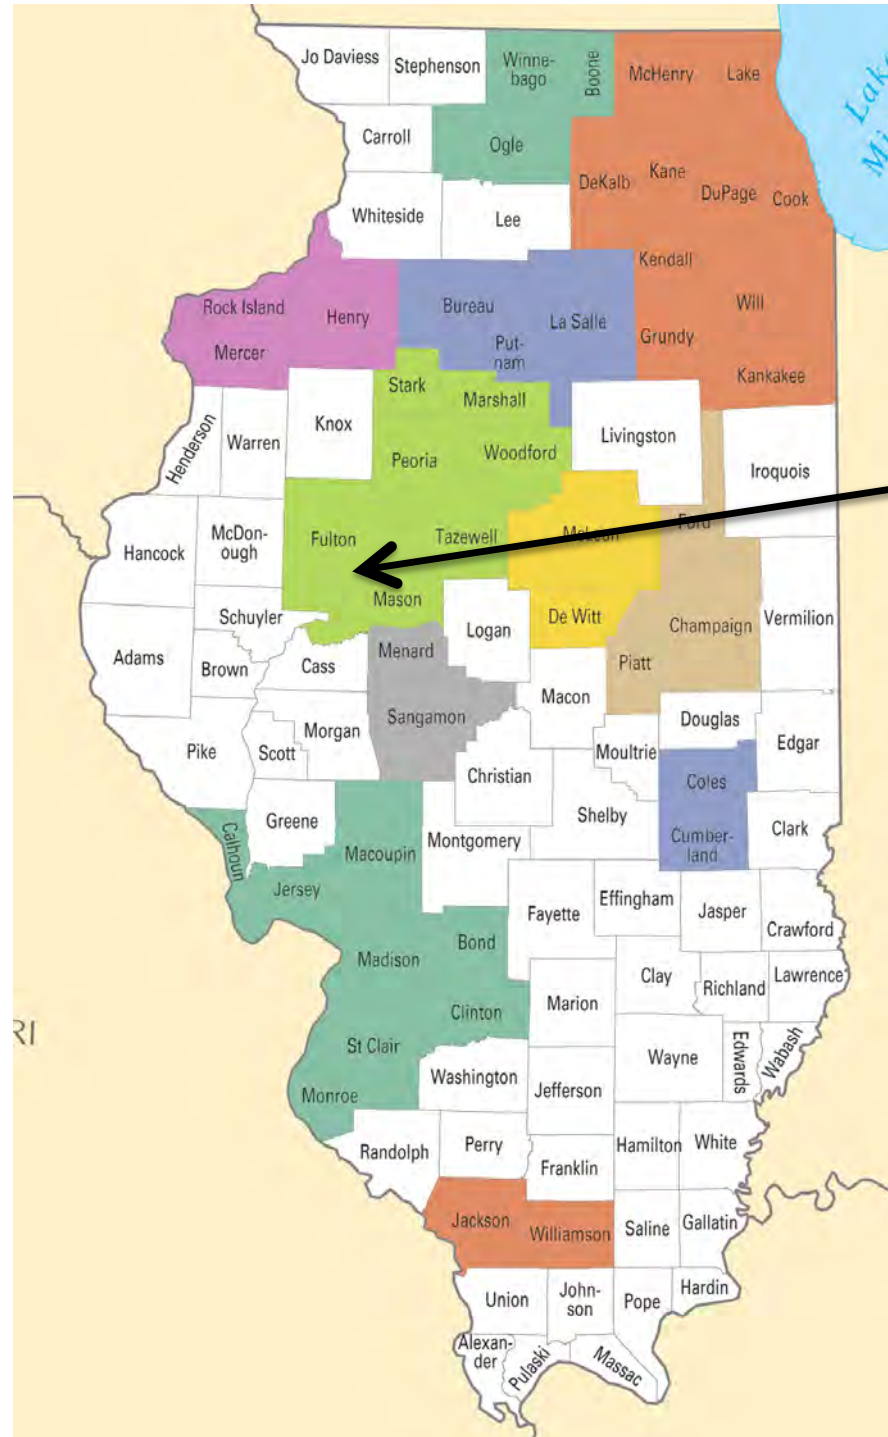 Jo Daviess
Stephenson
Winne-
bago
Boone
McHenry
Lake
Lake
Carroll
Ogle
DeKalb
Kane
DuPage
Cook
Whiteside
Lee
Kendall
Rock Island
Henry
Bureau
La Salle
Will
Mercer
Put-
nam
Grundy
Kankakee
Stark
Marshall
Henderson
Warren
Knox
Peoria
Woodford
Livingston
Iroquois
Hancock
McDon-
ough
Fulton
Tazewell
McLean
Ford
Schuyler
Mason
Logan
De Witt
Champaign
Vermilion
Adams
Brown
Cass
Menard
Piatt
Macon
Douglas
Edgar
Pike
Scott
Morgan
Sangamon
Christian
Moultrie
Coles
Shelby
Calhoun
Greene
Macoupin
Montgomery
Cumber-
land
Clark
Jersey
Fayette
Effingham
Jasper
Crawford
Madison
Bond
Clay
Richland
Lawrence
Clinton
Marion
RI
St Clair
Wayne
Edwards
Wabash
Monroe
Washington
Jefferson
Randolph
Perry
Franklin
Hamilton
White
Jackson
Williamson
Saline
Gallatin
Union
John-
son
Pope
Hardin
Alexan-
der
Pulaski
Massac